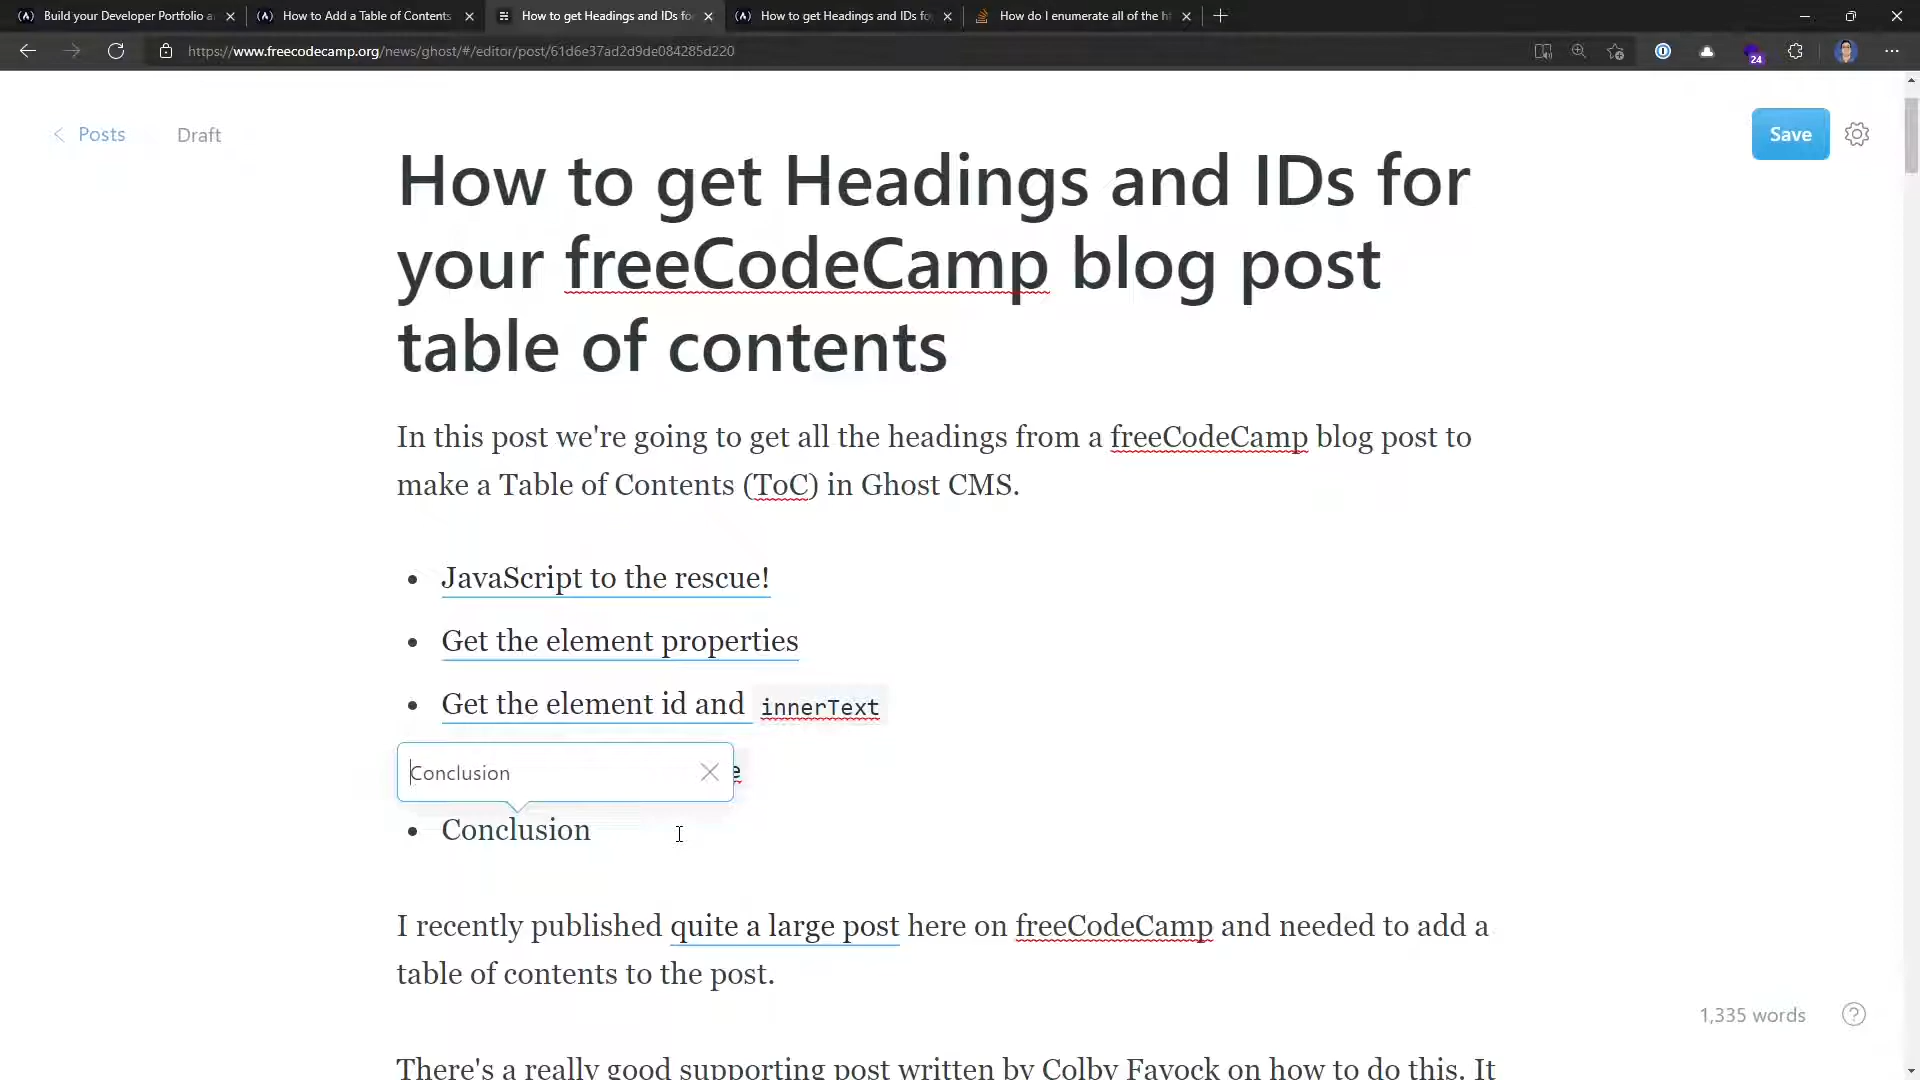 Build your Developer Portfolio a
How to Add a Table of Contents
How to get Headings and IDs fo
How to get Headings and IDs fo
How do I enumerate all of the h
https://www.freecodecamp.org/news/ghost/#/editor/post/61d6e37ad2d9de084285d220
24
Posts
Draft
Save
How to get Headings and IDs for
your freeCodeCamp blog post
table of contents
In this post we're going to get all the headings from a freeCodeCamp blog post to
make a Table of Contents (ToC) in Ghost CMS.
JavaScript to the rescue!
Get the element properties
Get the element id and innerText
Conclusion
e
Conclusion
I recently published quite a large post here on freeCodeCamp and needed to add a
table of contents to the post.
1,335 words
There's a really good supporting post written by Colby Fayock on how to do this. It